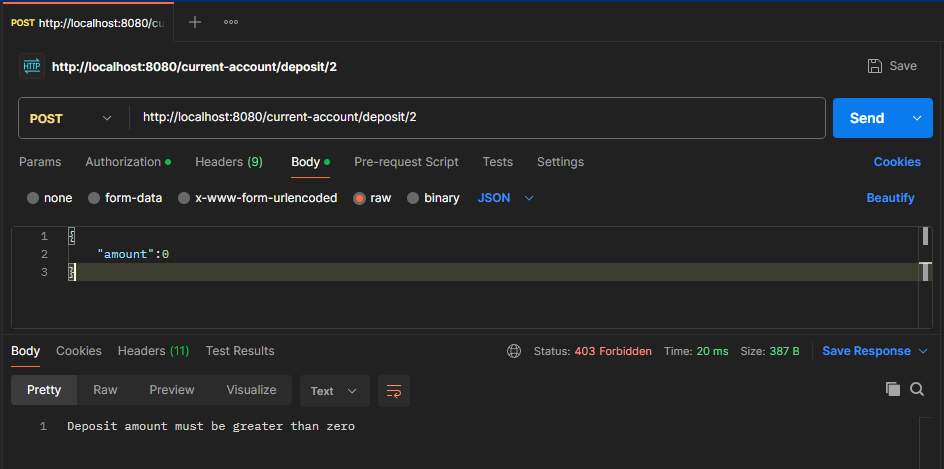 POST http://localhost:8080/cu
HTTP http://localhost:8080/current-account/deposit/2 Save
POST http://localhost:8080/current-account/deposit/2 Send
Params Authorization Headers (9) Body Pre-request Script Tests Settings Cookies
none form-data x-www-form-urlencoded raw binary JSON Beautify
1 {
2 "amount":0
3 }
Body Cookies Headers (11) Test Results Status: 403 Forbidden Time: 20 ms Size: 387 B Save Response
Pretty Raw Preview Visualize Text
1 Deposit amount must be greater than zero